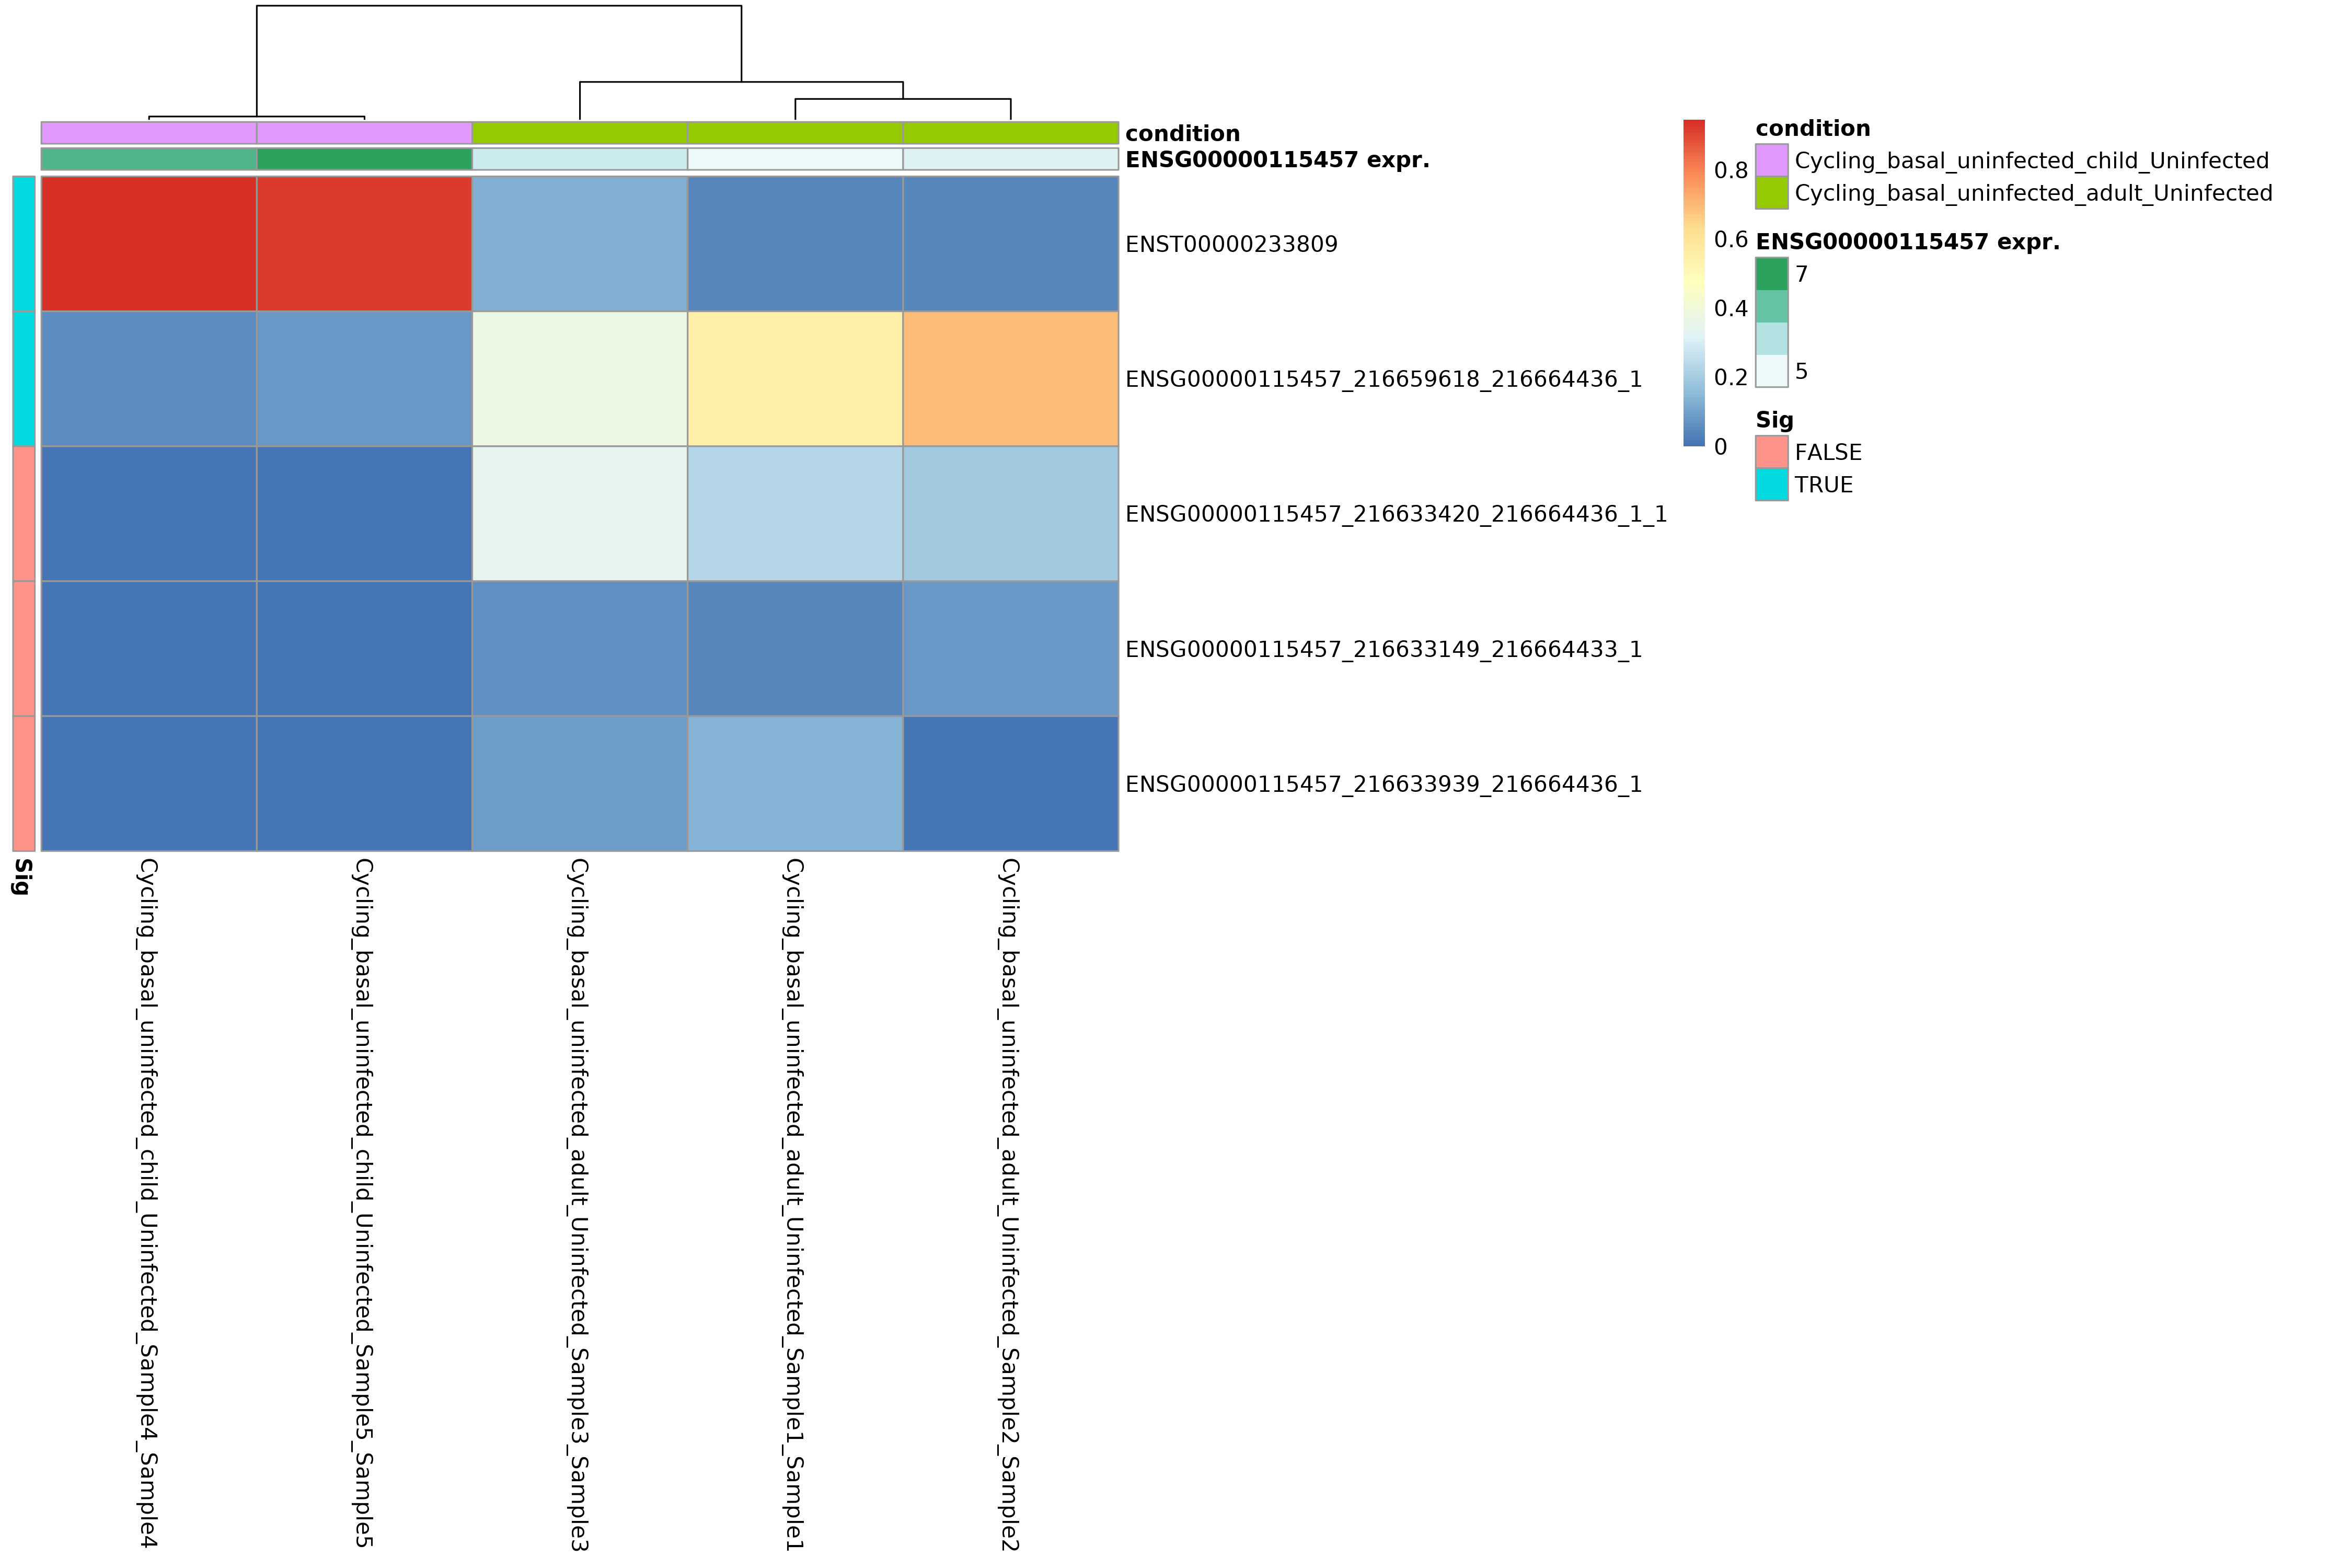 condition
ENSG00000115457 expr.
ENST00000233809
ENSG00000115457_216659618_216664436_1
ENSG00000115457_216633420_216664436_1_1
ENSG00000115457_216633149_216664433_1
ENSG00000115457_216633939_216664436_1
Sig
Cycling_basal_uninfected_child_Uninfected_Sample4_Sample4
Cycling_basal_uninfected_child_Uninfected_Sample5_Sample5
Cycling_basal_uninfected_adult_Uninfected_Sample3_Sample3
Cycling_basal_uninfected_adult_Uninfected_Sample1_Sample1
Cycling_basal_uninfected_adult_Uninfected_Sample2_Sample2
0.8
0.6
0.4
0.2
0
condition
Cycling_basal_uninfected_child_Uninfected
Cycling_basal_uninfected_adult_Uninfected
ENSG00000115457 expr.
7
5
Sig
FALSE
TRUE